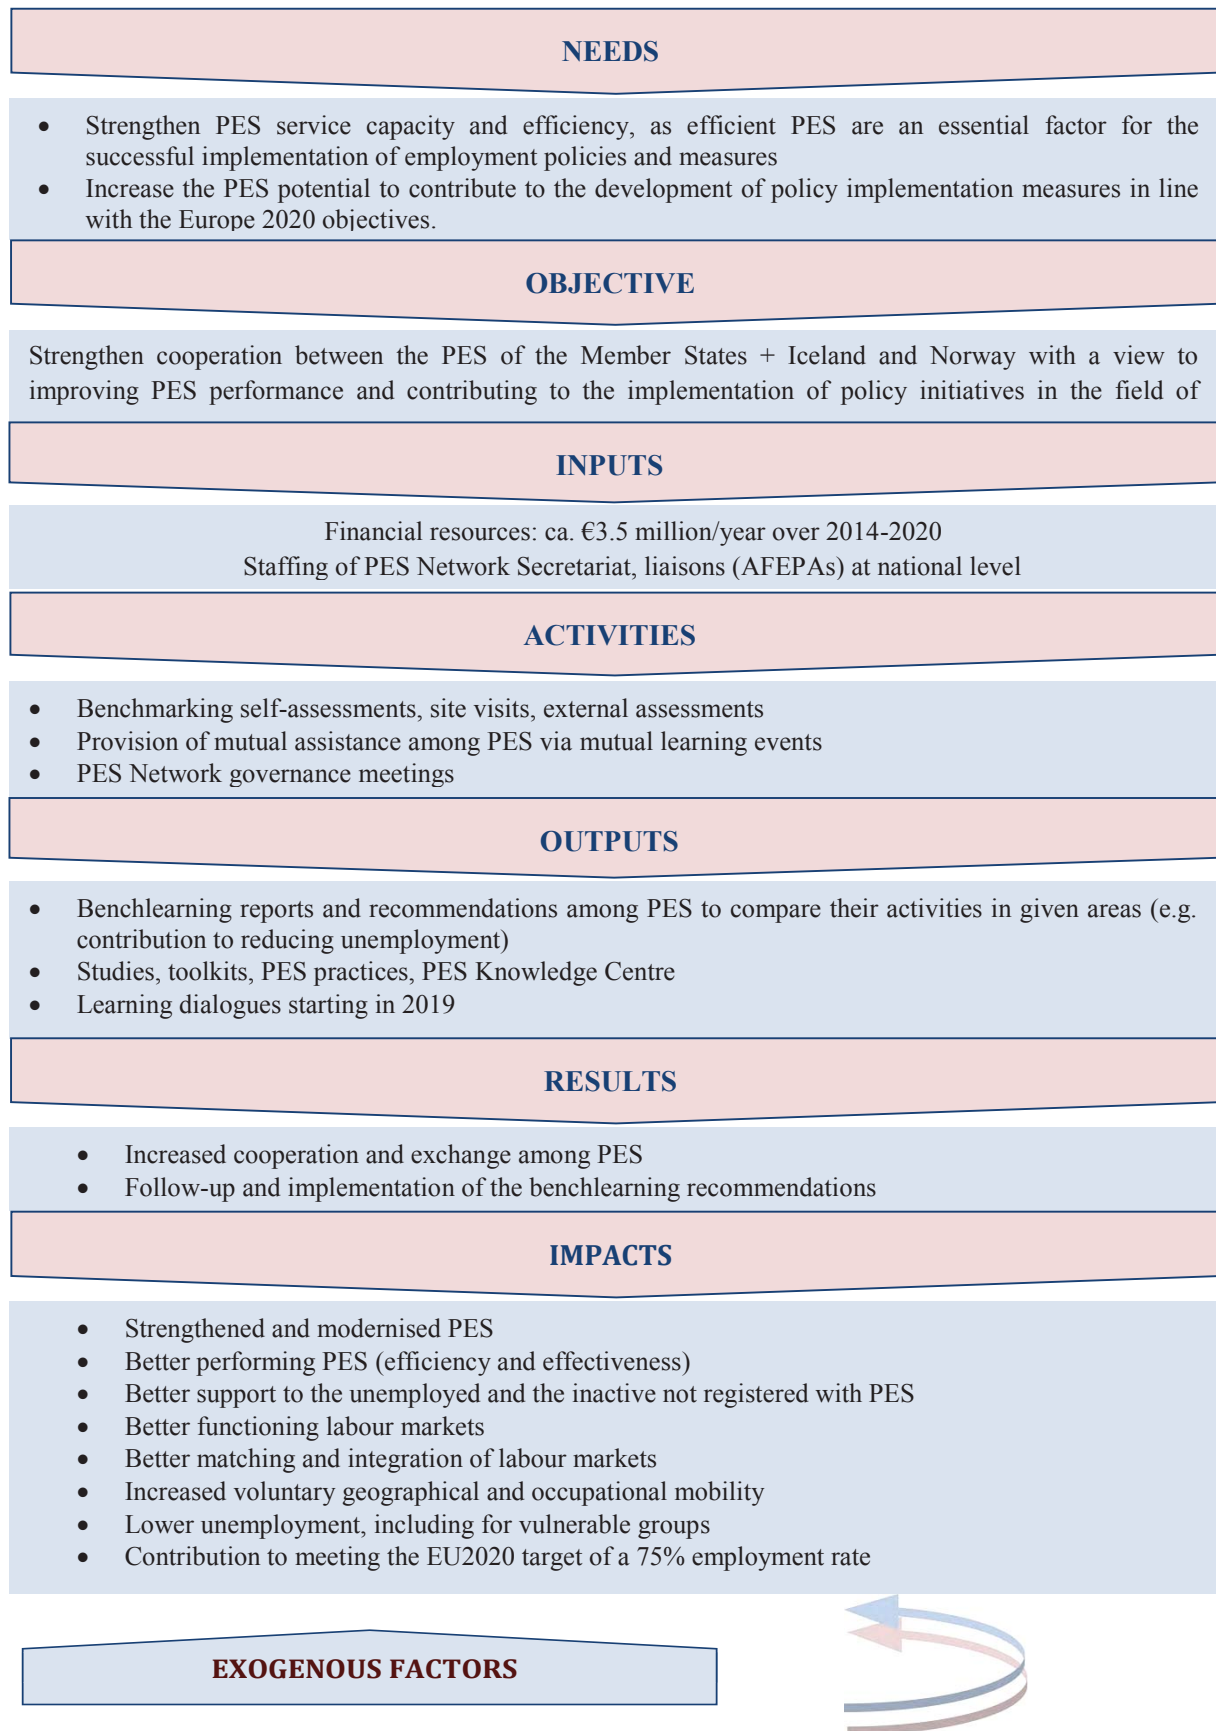 NEEDS
• Strengthen PES service capacity and efficiency, as efficient PES are an essential factor for the
successful implementation of employment policies and measures
• Increase the PES potential to contribute to the development of policy implementation measures in line
with the Europe 2020 objectives.
OBJECTIVE
Strengthen cooperation between the PES of the Member States + Iceland and Norway with a view to
improving PES performance and contributing to the implementation of policy initiatives in the field of
INPUTS
Financial resources: ca. €3.5 million/year over 2014-2020
Staffing of PES Network Secretariat, liaisons (AFEPAs) at national level
ACTIVITIES
• Benchmarking self-assessments, site visits, external assessments
• Provision of mutual assistance among PES via mutual learning events
• PES Network governance meetings
OUTPUTS
• Benchlearning reports and recommendations among PES to compare their activities in given areas (e.g.
contribution to reducing unemployment)
• Studies, toolkits, PES practices, PES Knowledge Centre
• Learning dialogues starting in 2019
RESULTS
• Increased cooperation and exchange among PES
• Follow-up and implementation of the benchlearning recommendations
IMPACTS
• Strengthened and modernised PES
• Better performing PES (efficiency and effectiveness)
• Better support to the unemployed and the inactive not registered with PES
• Better functioning labour markets
• Better matching and integration of labour markets
• Increased voluntary geographical and occupational mobility
• Lower unemployment, including for vulnerable groups
• Contribution to meeting the EU2020 target of a 75% employment rate
EXOGENOUS FACTORS